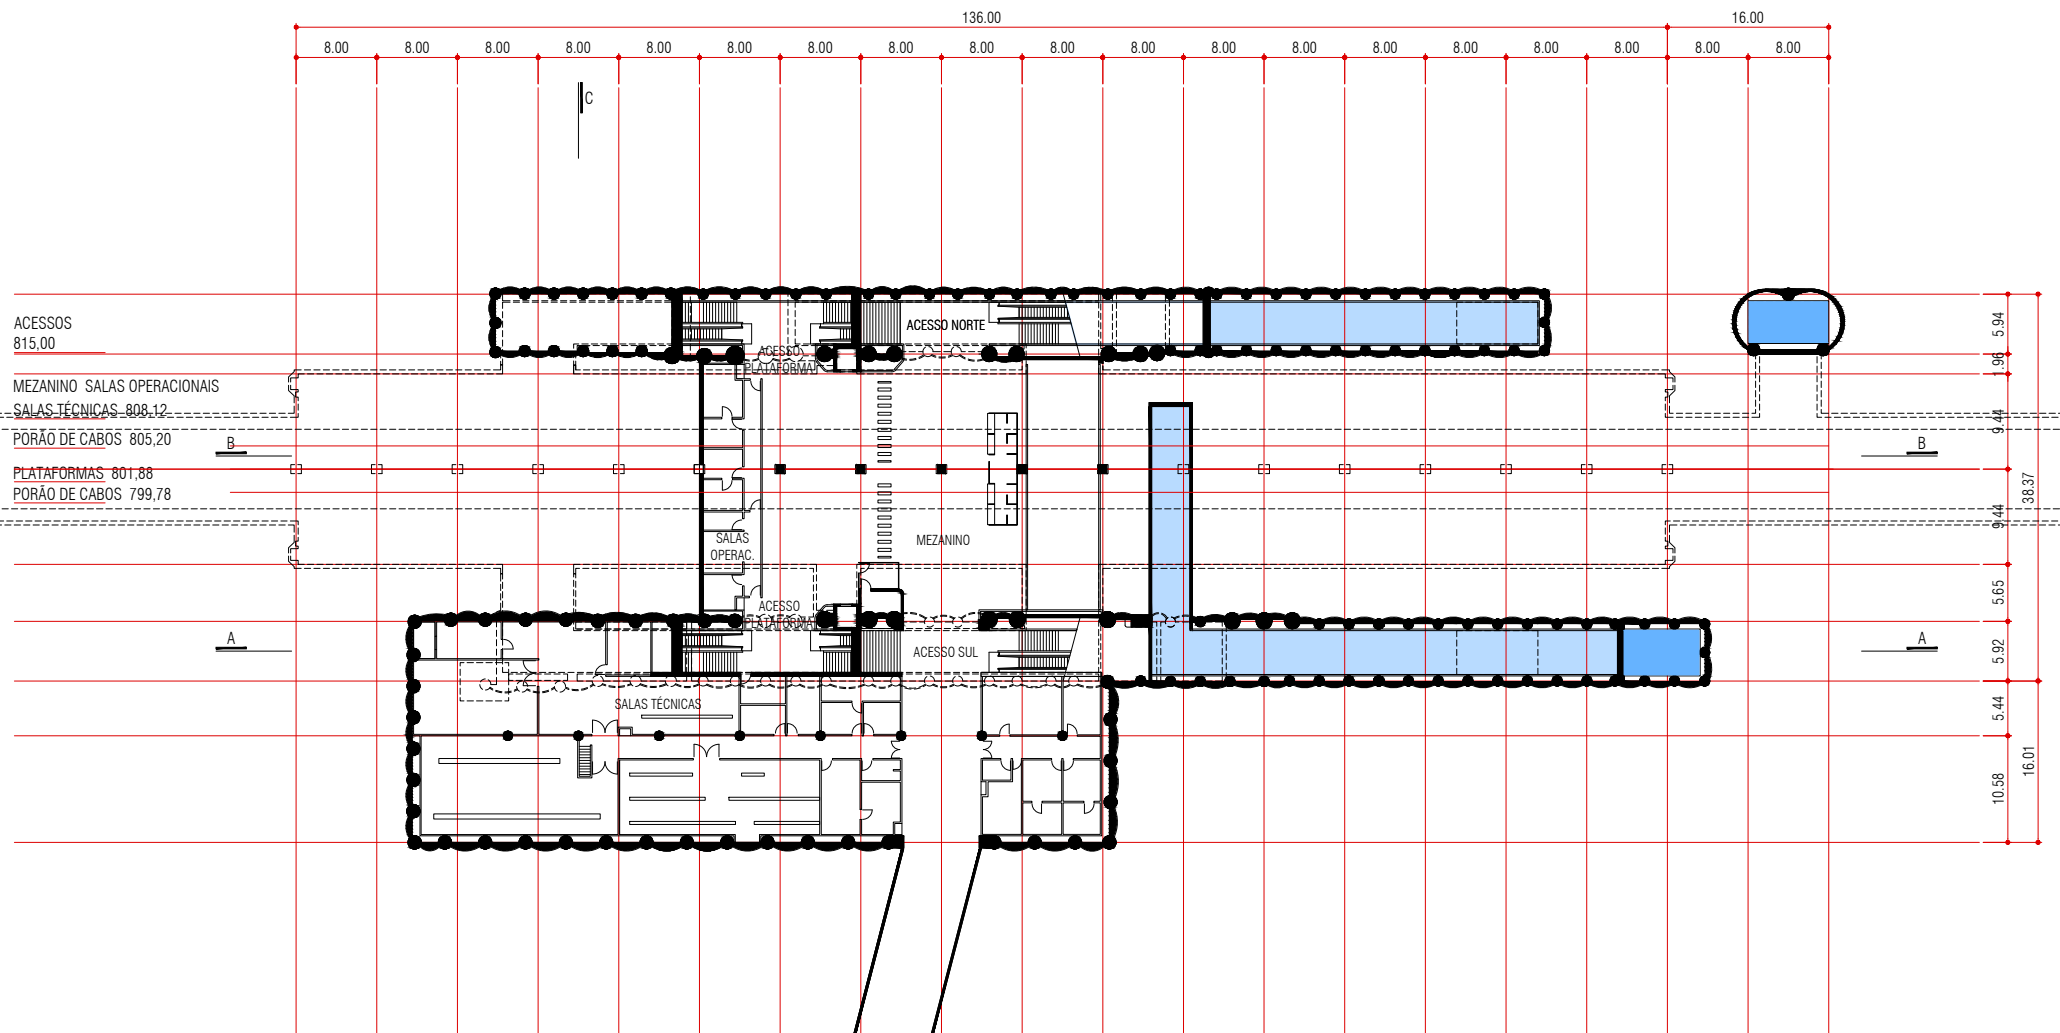 136.00 16.00
8.00 8.00 8.00 8.00 8.00 8.00 8.00 8.00 8.00 8.00 8.00 8.00 8.00 8.00 8.00 8.00 8.00 8.00 8.00
C
ACESSOS
815,00
MEZANINO SALAS OPERACIONAIS
SALAS TÉCNICAS 808,12
PORÃO DE CABOS 805,20
PLATAFORMAS 801,88
PORÃO DE CABOS 799,78
B
B
A
A
ACESSO NORTE
ACESSO
PLATAFORMA
SALAS
OPERAC.
MEZANINO
ACESSO
PLATAFORMA
ACESSO SUL
SALAS TÉCNICAS
5.94
1.96
9.44
9.44
5.65
5.92
5.44
10.58
38.37
16.01